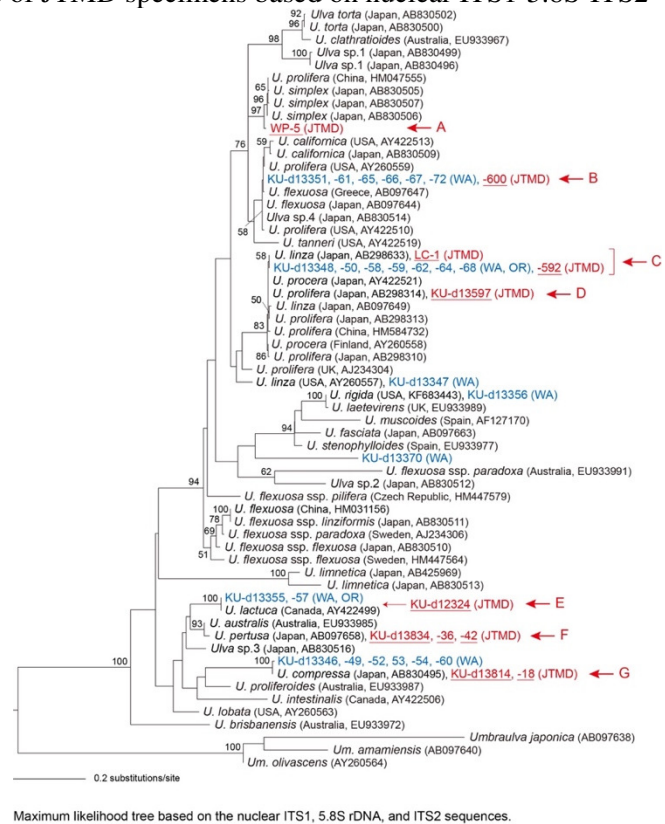 of JTMD specimens based on nuclear ITS1-5.8S-ITS2
92 Ulva torta (Japan, AB830502)
96 U. torta (Japan, AB830500)
98 U. clathratioides (Australia, EU933967)
100 Ulva sp.1 (Japan, AB830499)
Ulva sp.1 (Japan, AB830496)
U. prolifera (China, HM047555)
65 U. simplex (Japan, AB830505)
96 U. simplex (Japan, AB830507)
97 U. simplex (Japan, AB830506)
WP-5 (JTMD) A
76 59 U. californica (USA, AY422513)
U. californica (Japan, AB830509)
U. prolifera (USA, AY260559)
KU-d13351, -61, -65, -66, -67, -72 (WA), -600 (JTMD) B
U. flexuosa (Greece, AB097647)
U. flexuosa (Japan, AB097644)
Ulva sp.4 (Japan, AB830514)
58 U. prolifera (USA, AY422510)
U. tanneri (USA, AY422519)
58 U. linza (Japan, AB298633), LC-1 (JTMD)
KU-d13348, -50, -58, -59, -62, -64, -68 (WA, OR), -592 (JTMD) C
U. procera (Japan, AY422521)
U. prolifera (Japan, AB298314), KU-d13597 (JTMD) D
50 U. linza (Japan, AB097649)
U. prolifera (Japan, AB298313)
83 U. prolifera (China, HM584732)
U. procera (Finland, AY260558)
86 U. prolifera (Japan, AB298310)
U. prolifera (UK, AJ234304)
U. linza (USA, AY260557), KU-d13347 (WA)
100 U. rigida (USA, KF683443), KU-d13356 (WA)
U. laetevirens (UK, EU933989)
U. muscoides (Spain, AF127170)
94 U. fasciata (Japan, AB097663)
U. stenophylloides (Spain, EU933977)
KU-d13370 (WA)
62 U. flexuosa ssp. paradoxa (Australia, EU933991)
Ulva sp.2 (Japan, AB830512)
94 U. flexuosa ssp. pilifera (Czech Republic, HM447579)
100 U. flexuosa (China, HM031156)
78 U. flexuosa ssp. linziformis (Japan, AB830511)
69 U. flexuosa ssp. paradoxa (Sweden, AJ234306)
U. flexuosa ssp. flexuosa (Japan, AB830510)
51 U. flexuosa ssp. flexuosa (Sweden, HM447564)
100 U. limnetica (Japan, AB425969)
U. limnetica (Japan, AB830513)
100 KU-d13355, -57 (WA, OR)
U. lactuca (Canada, AY422499) KU-d12324 (JTMD) E
93 U. australis (Australia, EU933985)
U. pertusa (Japan, AB097658), KU-d13834, -36, -42 (JTMD) F
Ulva sp.3 (Japan, AB830516)
100 100 KU-d13346, -49, -52, 53, -54, -60 (WA)
U. compressa (Japan, AB830495), KU-d13814, -18 (JTMD) G
U. proliferoides (Australia, EU933987)
U. intestinalis (Canada, AY422506)
U. lobata (USA, AY260563)
U. brisbanensis (Australia, EU933972)
Umbraulva japonica (AB097638)
100 Um. amamiensis (AB097640)
Um. olivascens (AY260564)
0.2 substitutions/site
Maximum likelihood tree based on the nuclear ITS1, 5.8S rDNA, and ITS2 sequences.